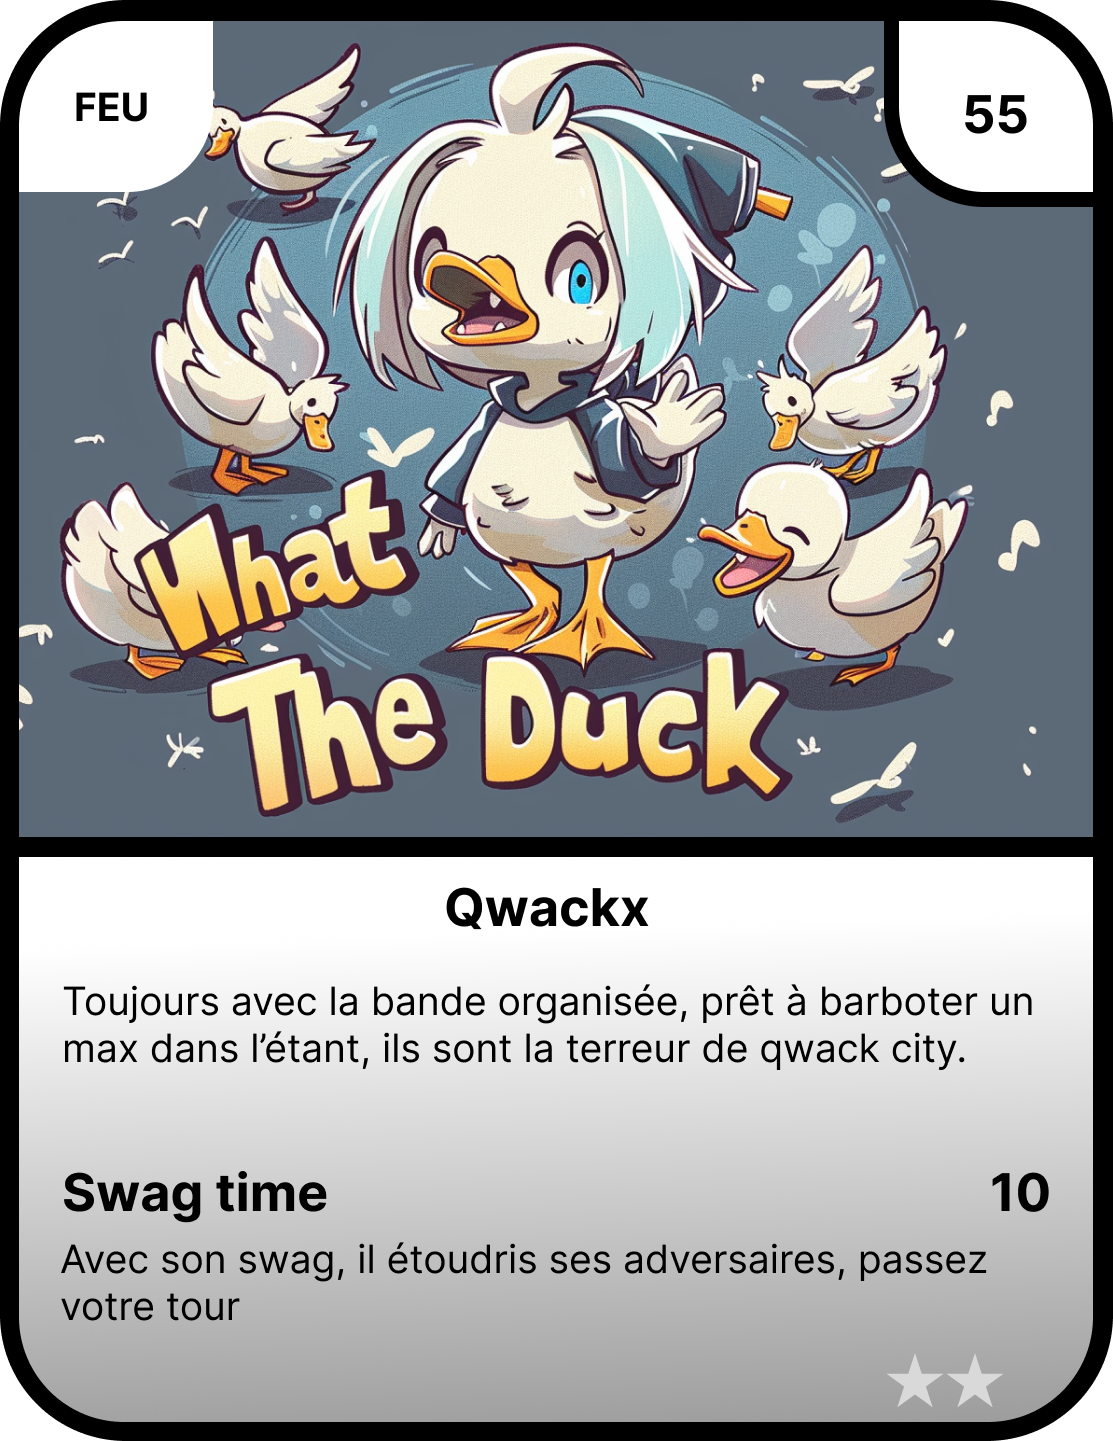 FEU
55
What
The Duck
Qwackx
Toujours avec la bande organisée, prêt à barboter un
max dans l’étant, ils sont la terreur de qwack city.
Swag time
10
Avec son swag, il étoudris ses adversaires, passez
votre tour